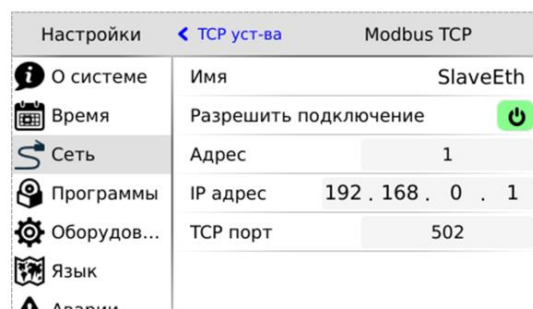 Настройки ТСР уст-ва Modbus TCP
О системе Имя SlaveEth
Время Разрешить подключение
Сеть Адрес 1
Программы IP адрес 192 . 168 . 0 . 1
Оборудов... TCP порт 502
Язык
Аварии